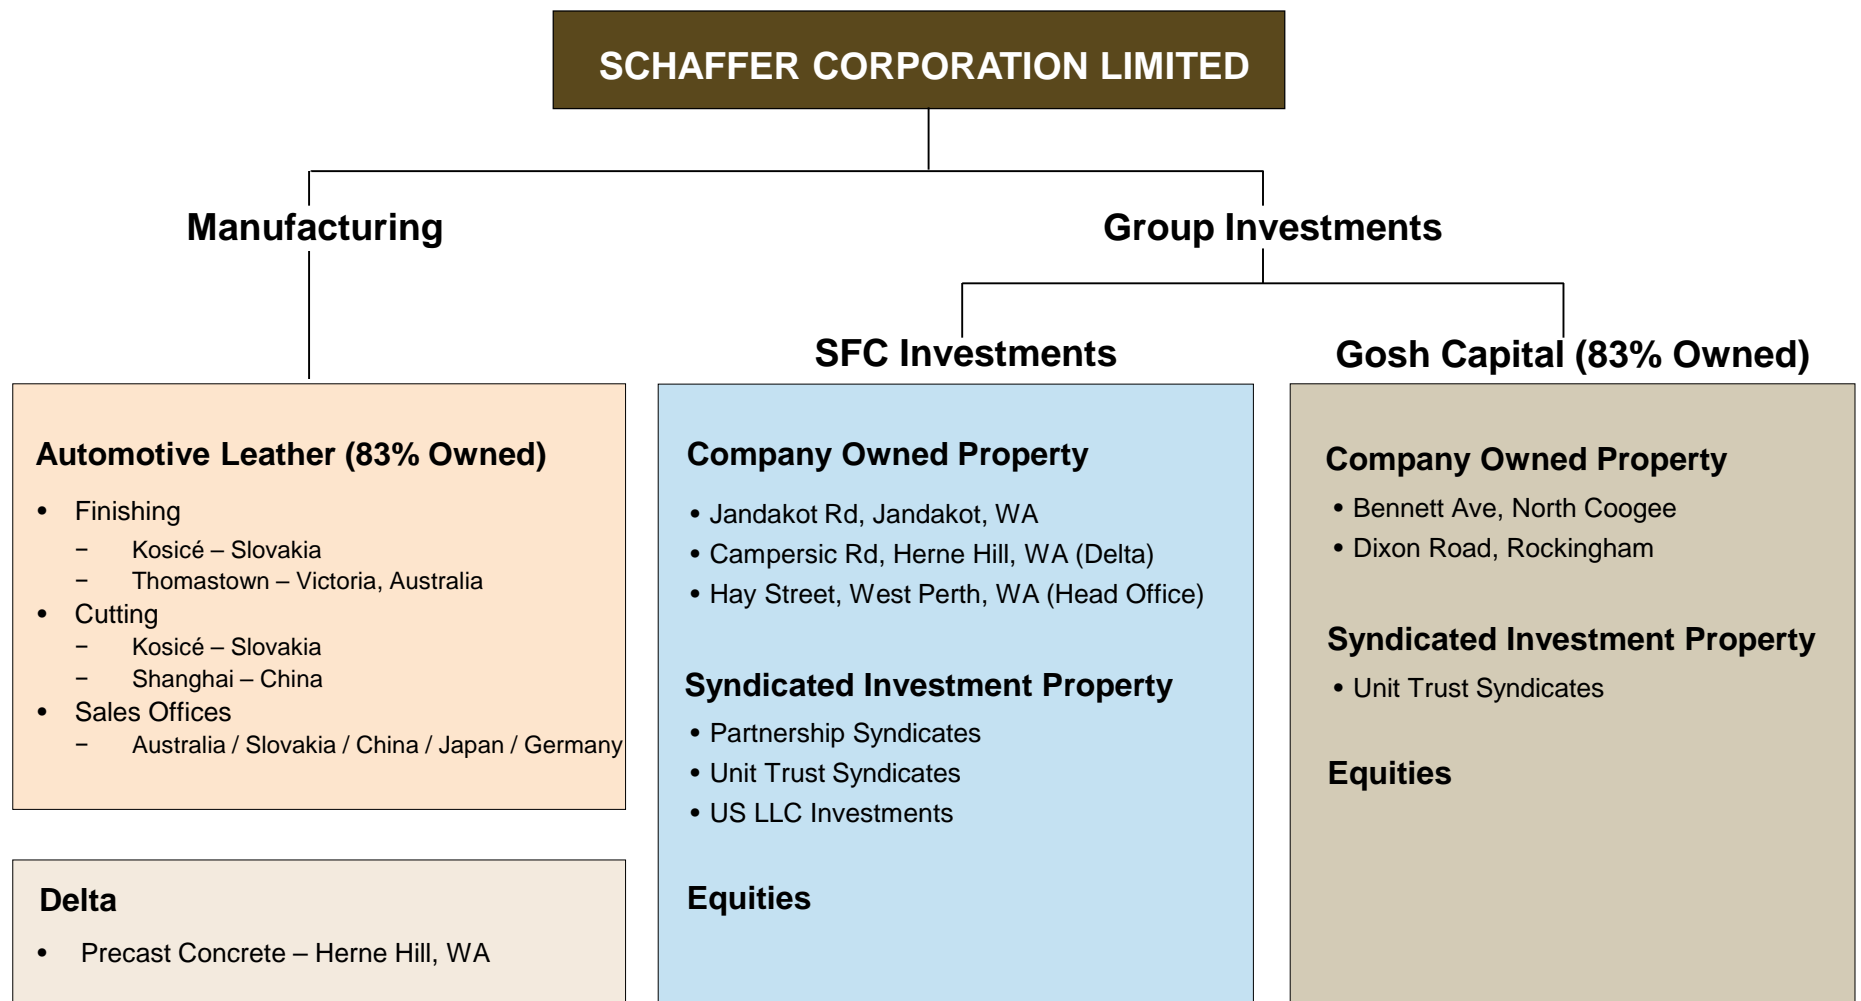 SCHAFFER CORPORATION LIMITED
Manufacturing
Group Investments
SFC Investments
Gosh Capital (83% Owned)
Automotive Leather (83% Owned)
• Finishing
− Kosicé – Slovakia
− Thomastown – Victoria, Australia
• Cutting
− Kosicé – Slovakia
− Shanghai – China
• Sales Offices
− Australia / Slovakia / China / Japan / Germany
Delta
• Precast Concrete – Herne Hill, WA
Company Owned Property
• Jandakot Rd, Jandakot, WA
• Campersic Rd, Herne Hill, WA (Delta)
• Hay Street, West Perth, WA (Head Office)
Syndicated Investment Property
• Partnership Syndicates
• Unit Trust Syndicates
• US LLC Investments
Equities
Company Owned Property
• Bennett Ave, North Coogee
• Dixon Road, Rockingham
Syndicated Investment Property
• Unit Trust Syndicates
Equities